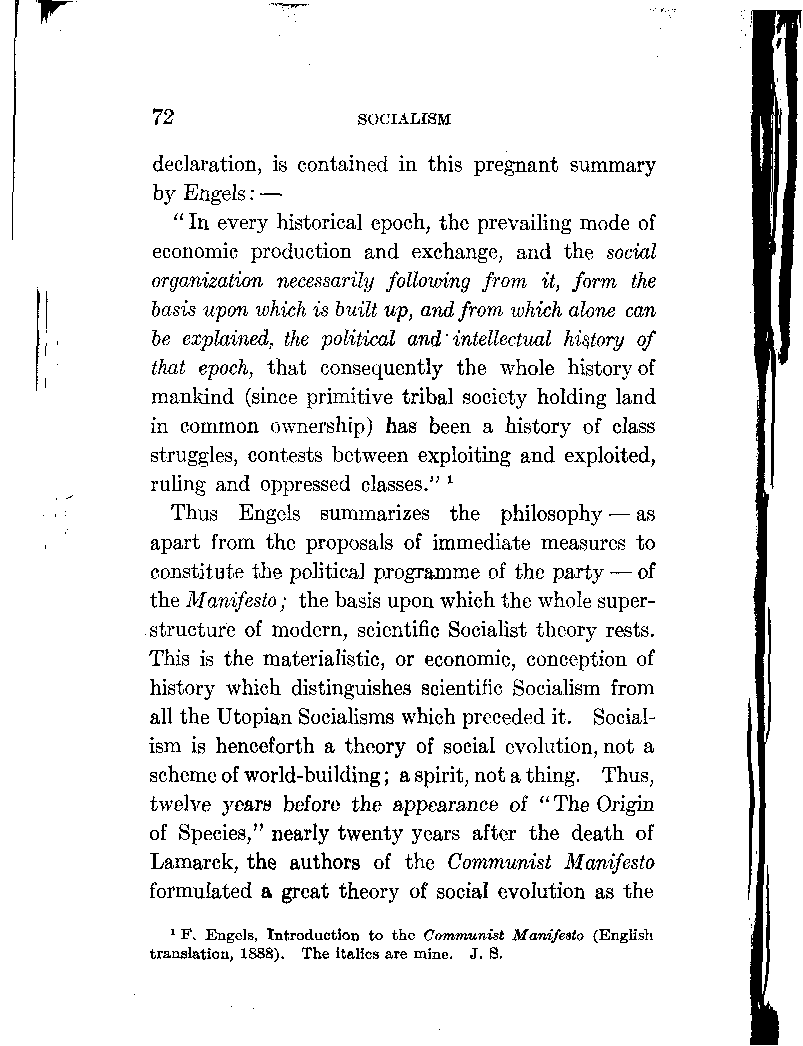 72 SOCIALISM
declaration, is contained in this pregnant summary
by Engels: —
“In every historical epoch, the prevailing mode of
economic production and exchange, and the social
organization necessarily following from it, form the
basis upon which is built up, and from which alone can
be explained, the political and intellectual history of
that epoch, that consequently the whole history of
mankind (since primitive tribal society holding land
in common ownership) has been a history of class
struggles, contests between exploiting and exploited,
ruling and oppressed classes.” ¹
Thus Engels summarizes the philosophy — as
apart from the proposals of immediate measures to
constitute the political programme of the party — of
the Manifesto; the basis upon which the whole super-
structure of modern, scientific Socialist theory rests.
This is the materialistic, or economic, conception of
history which distinguishes scientific Socialism from
all the Utopian Socialisms which preceded it. Social-
ism is henceforth a theory of social evolution, not a
scheme of world-building; a spirit, not a thing. Thus,
twelve years before the appearance of “The Origin
of Species,” nearly twenty years after the death of
Lamarck, the authors of the Communist Manifesto
formulated a great theory of social evolution as the
¹ F. Engels, Introduction to the Communist Manifesto (English
translation, 1888). The italics are mine. J. S.